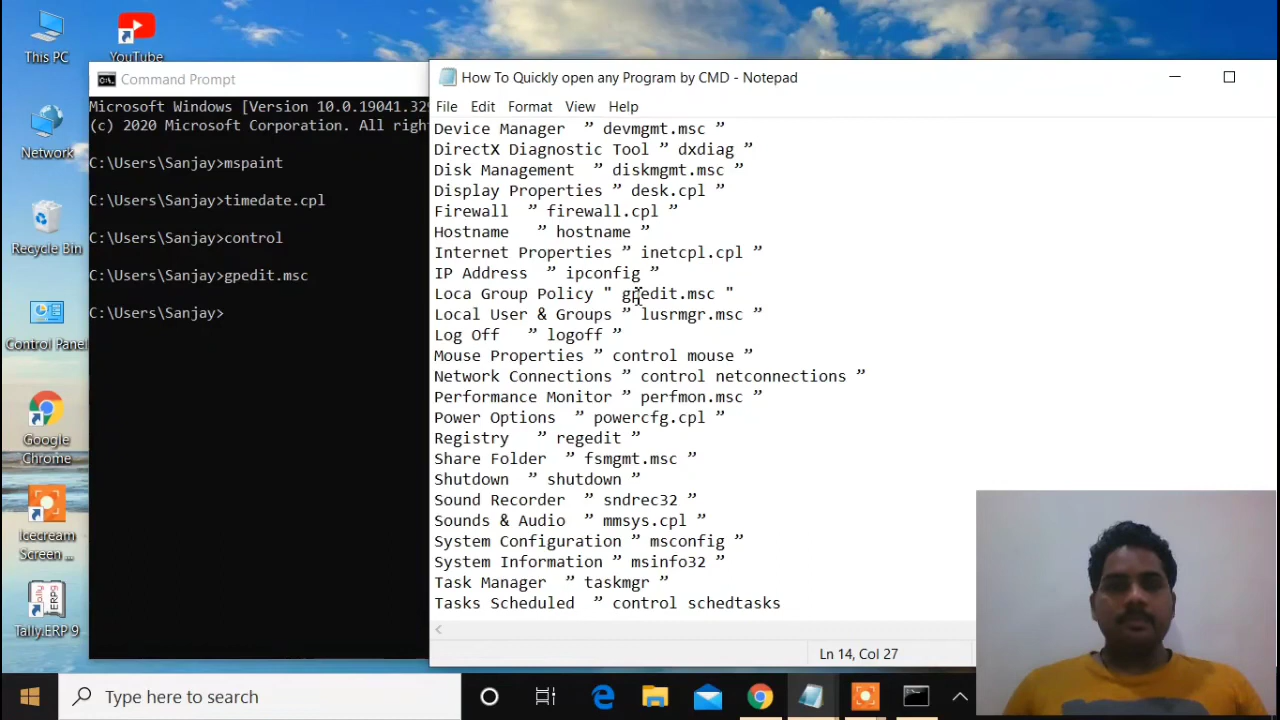 This PC
YouTube
Network
Recycle Bin
Control Panel
Google
Chrome
Icecream
Screen ...
Tally.ERP 9
Command Prompt
Microsoft Windows [Version 10.0.19041.329
(c) 2020 Microsoft Corporation. All righ
C:\Users\Sanjay>mspaint
C:\Users\Sanjay>timedate.cpl
C:\Users\Sanjay>control
C:\Users\Sanjay>gpedit.msc
C:\Users\Sanjay>
How To Quickly open any Program by CMD - Notepad
File Edit Format View Help
Device Manager ” devmgmt.msc ”
DirectX Diagnostic Tool ” dxdiag ”
Disk Management ” diskmgmt.msc ”
Display Properties ” desk.cpl ”
Firewall ” firewall.cpl ”
Hostname ” hostname ”
Internet Properties ” inetcpl.cpl ”
IP Address ” ipconfig ”
Loca Group Policy " gpedit.msc "
Local User & Groups ” lusrmgr.msc ”
Log Off ” logoff ”
Mouse Properties ” control mouse ”
Network Connections ” control netconnections ”
Performance Monitor ” perfmon.msc ”
Power Options ” powercfg.cpl ”
Registry ” regedit ”
Share Folder ” fsmgmt.msc ”
Shutdown ” shutdown ”
Sound Recorder ” sndrec32 ”
Sounds & Audio ” mmsys.cpl ”
System Configuration ” msconfig ”
System Information ” msinfo32 ”
Task Manager ” taskmgr ”
Tasks Scheduled ” control schedtasks
Ln 14, Col 27
Type here to search